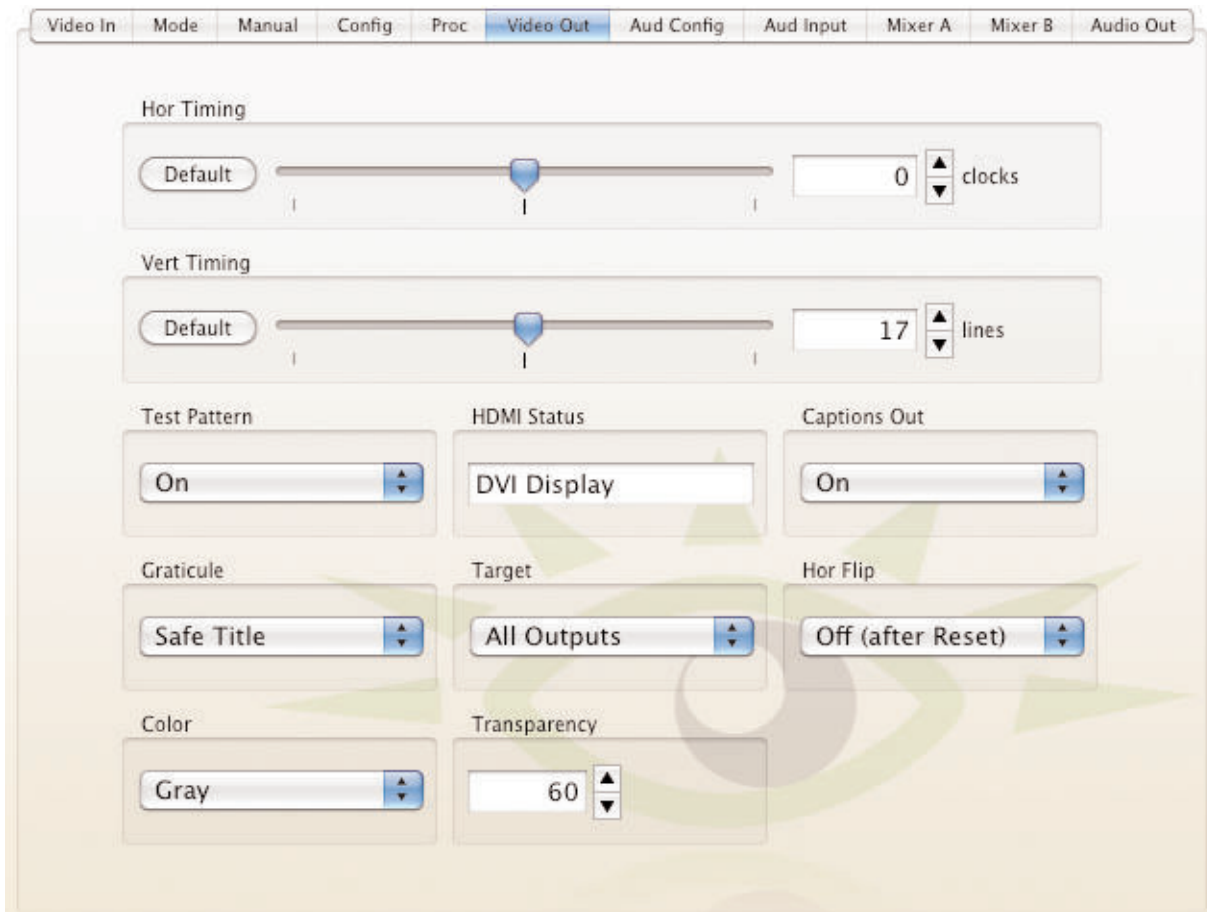 Video In Mode Manual Config Proc Video Out Aud Config Aud Input Mixer A Mixer B Audio Out
Hor Timing
Default 0 clocks
Vert Timing
Default 17 lines
Test Pattern HDMI Status Captions Out
On DVI Display On
Graticule Target Hor Flip
Safe Title All Outputs Off (after Reset)
Color Transparency
Gray 60